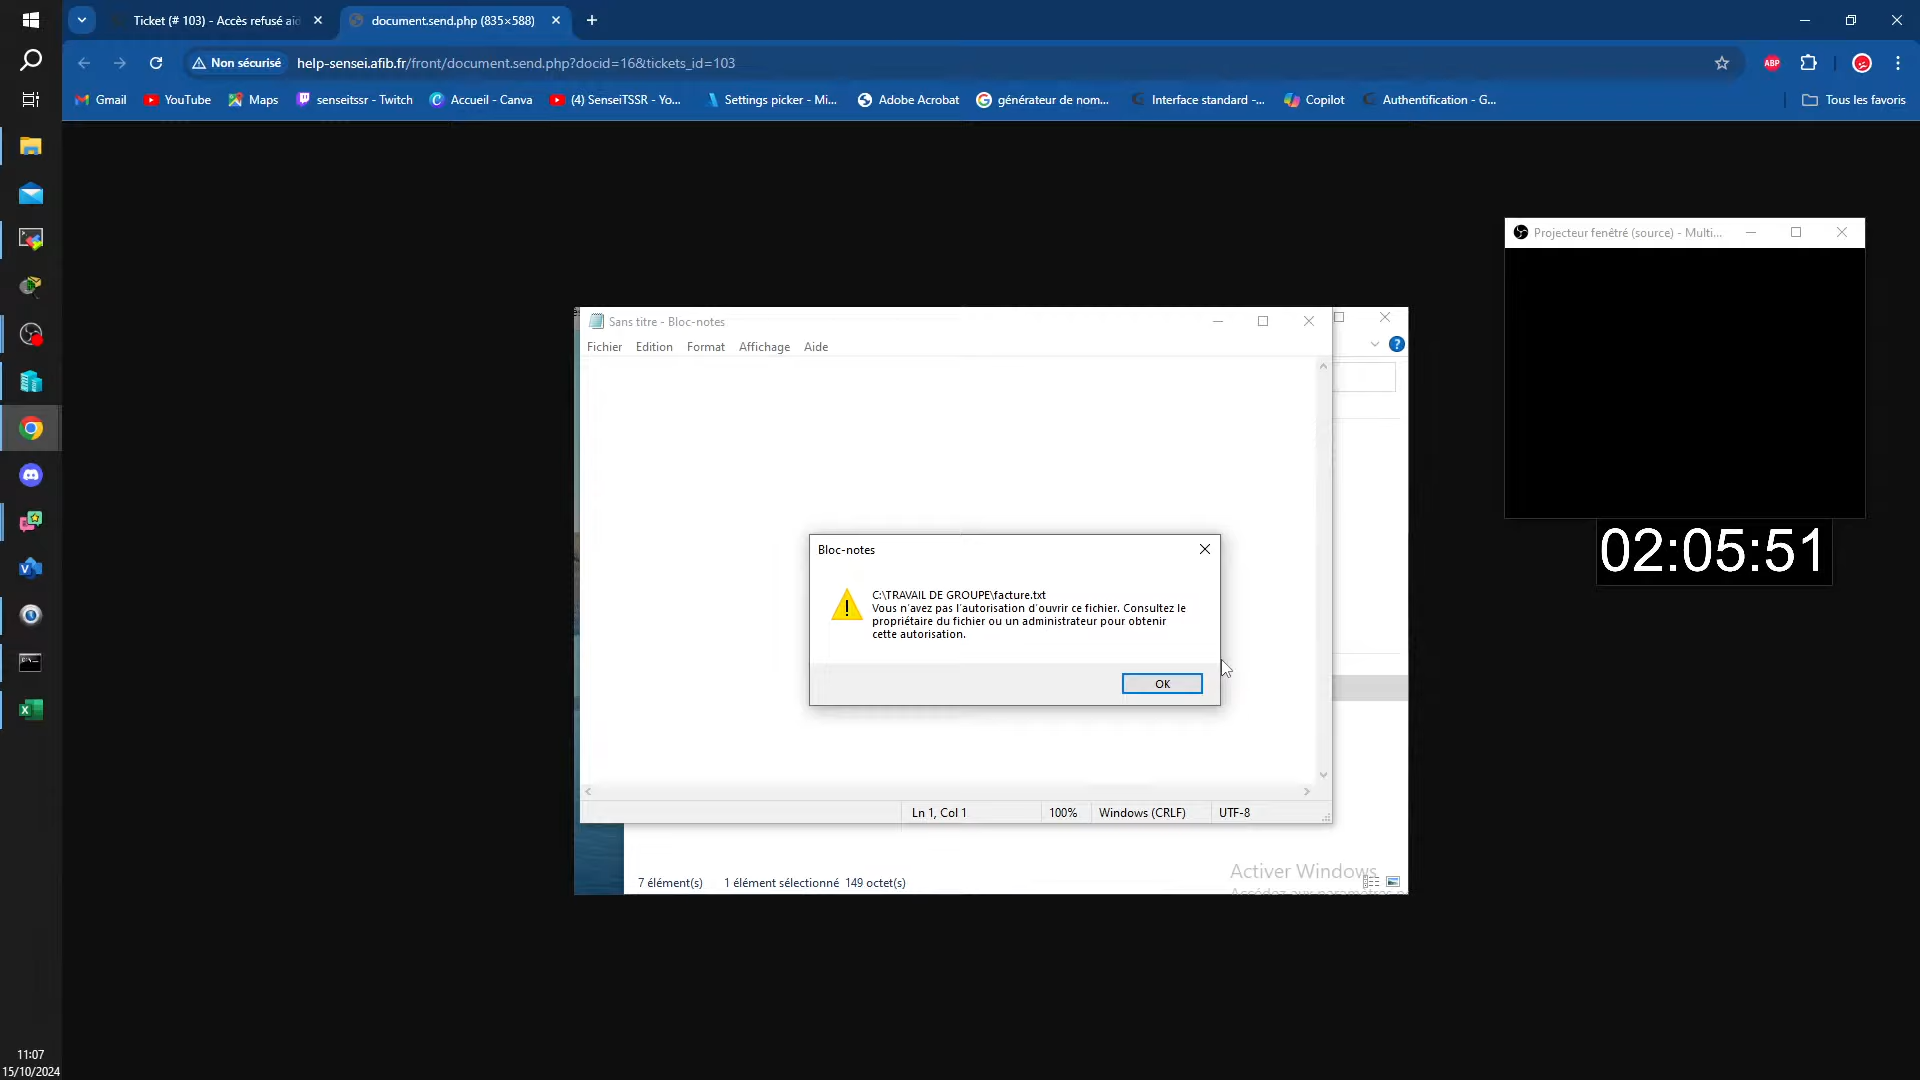 Ticket (# 103) - Accès refusé aid
document.send.php (835×588)
Non sécurisé
help-sensei.afib.fr/front/document.send.php?docid=16&tickets_id=103
ABP
Gmail
YouTube
Maps
senseitssr - Twitch
Accueil - Canva
(4) SenseiTSSR - Yo...
Settings picker - Mi...
Adobe Acrobat
générateur de nom...
Interface standard -...
Copilot
Authentification - G...
Tous les favoris
Projecteur fenêtré (source) - Multi...
02:05:51
Sans titre - Bloc-notes
Fichier Edition Format Affichage Aide
Bloc-notes
C:\TRAVAIL DE GROUPE\facture.txt
Vous n'avez pas l'autorisation d'ouvrir ce fichier. Consultez le
propriétaire du fichier ou un administrateur pour obtenir
cette autorisation.
OK
Ln 1, Col 1 100% Windows (CRLF) UTF-8
Activer Windows
7 élément(s) 1 élément sélectionné 149 octet(s)
11:07
15/10/2024